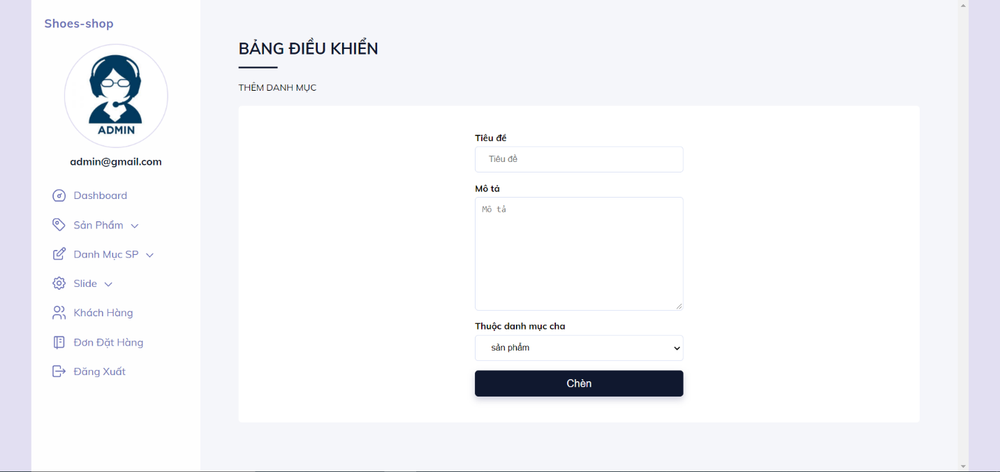 Shoes-shop
ADMIN
admin@gmail.com
Dashboard
Sản Phẩm
Danh Mục SP
Slide
Khách Hàng
Đơn Đặt Hàng
Đăng Xuất
BẢNG ĐIỀU KHIỂN
THÊM DANH MỤC
Tiêu đề
Tiêu đề
Mô tả
Mô tả
Thuộc danh mục cha
sản phẩm
Chèn